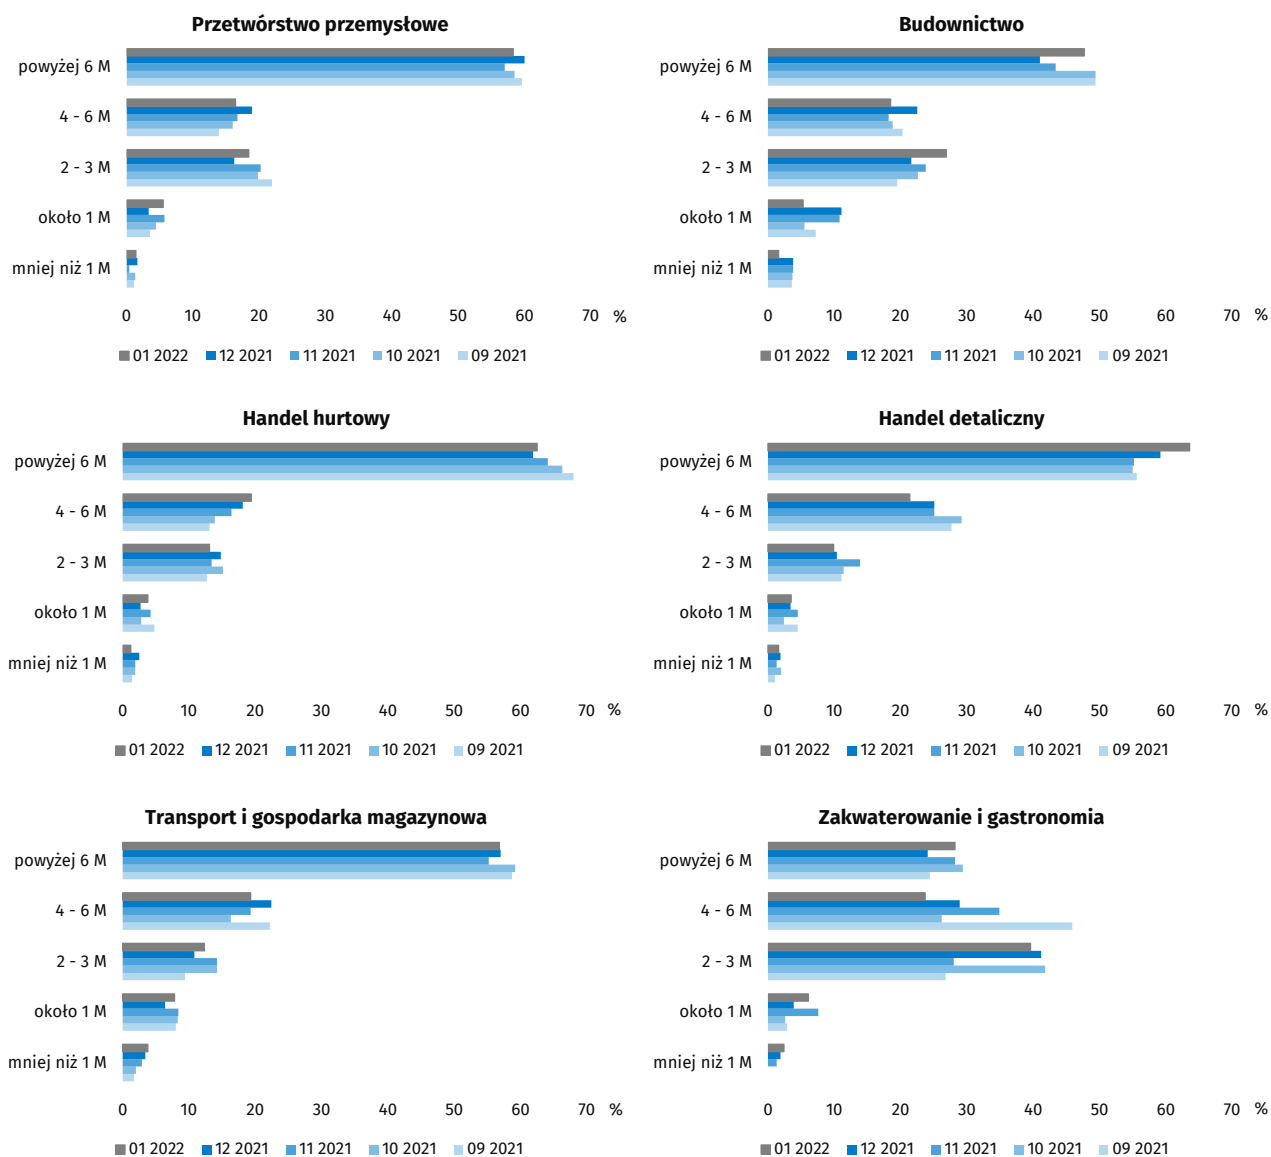 Przetwórstwo przemysłowe
powyżej 6 M
4 - 6 M
2 - 3 M
około 1 M
mniej niż 1 M
0 10 20 30 40 50 60 70 %
01 2022 12 2021 11 2021 10 2021 09 2021
Budownictwo
powyżej 6 M
4 - 6 M
2 - 3 M
około 1 M
mniej niż 1 M
0 10 20 30 40 50 60 70 %
01 2022 12 2021 11 2021 10 2021 09 2021
Handel hurtowy
powyżej 6 M
4 - 6 M
2 - 3 M
około 1 M
mniej niż 1 M
0 10 20 30 40 50 60 70 %
01 2022 12 2021 11 2021 10 2021 09 2021
Handel detaliczny
powyżej 6 M
4 - 6 M
2 - 3 M
około 1 M
mniej niż 1 M
0 10 20 30 40 50 60 70 %
01 2022 12 2021 11 2021 10 2021 09 2021
Transport i gospodarka magazynowa
powyżej 6 M
4 - 6 M
2 - 3 M
około 1 M
mniej niż 1 M
0 10 20 30 40 50 60 70 %
01 2022 12 2021 11 2021 10 2021 09 2021
Zakwaterowanie i gastronomia
powyżej 6 M
4 - 6 M
2 - 3 M
około 1 M
mniej niż 1 M
0 10 20 30 40 50 60 70 %
01 2022 12 2021 11 2021 10 2021 09 2021